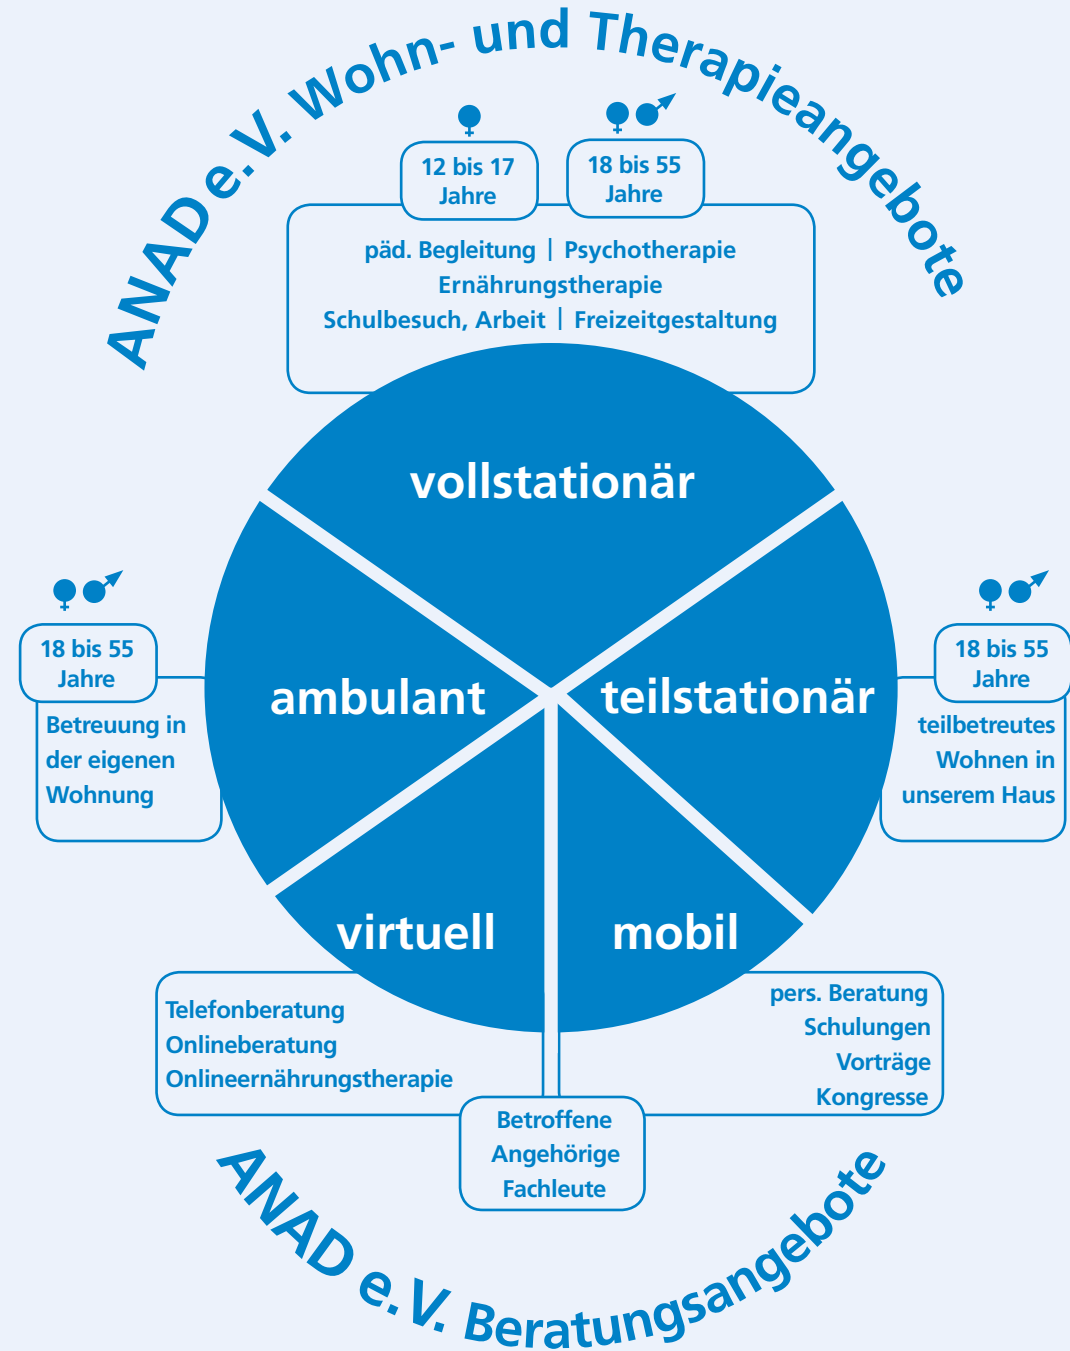 ANAD e.V. Wohn- und Therapieangebote
12 bis 17
Jahre
18 bis 55
Jahre
päd. Begleitung | Psychotherapie
Ernährungstherapie
Schulbesuch, Arbeit | Freizeitgestaltung
vollstationär
ambulant
teilstationär
virtuell
mobil
18 bis 55
Jahre
Betreuung in
der eigenen
Wohnung
18 bis 55
Jahre
teilbetreutes
Wohnen in
unserem Haus
Telefonberatung
Onlineberatung
Onlineernährungstherapie
pers. Beratung
Schulungen
Vorträge
Kongresse
Betroffene
Angehörige
Fachleute
ANAD e.V. Beratungsangebote